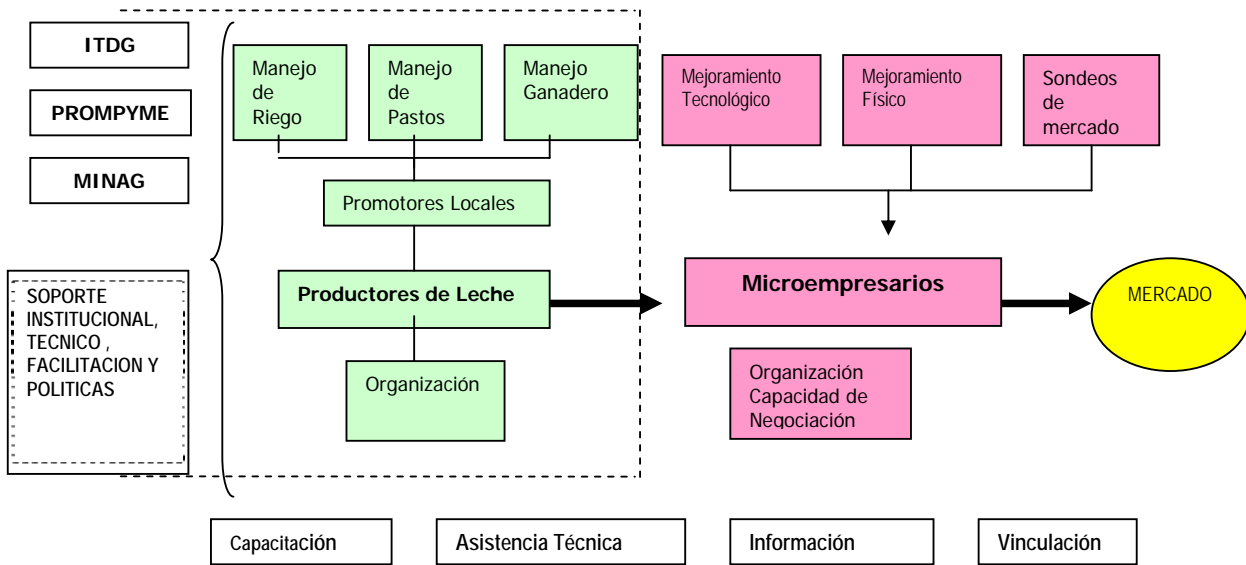 ITDG
PROMPYME
MINAG
SOPORTE
INSTITUCIONAL,
TECNICO ,
FACILITACION Y
POLITICAS
Manejo
de
Riego
Manejo
de
Pastos
Manejo
Ganadero
Promotores Locales
Productores de Leche
Organización
Mejoramiento
Tecnológico
Mejoramiento
Físico
Sondeos
de
mercado
Microempresarios
Organización
Capacidad de
Negociación
MERCADO
Capacitación
Asistencia Técnica
Información
Vinculación